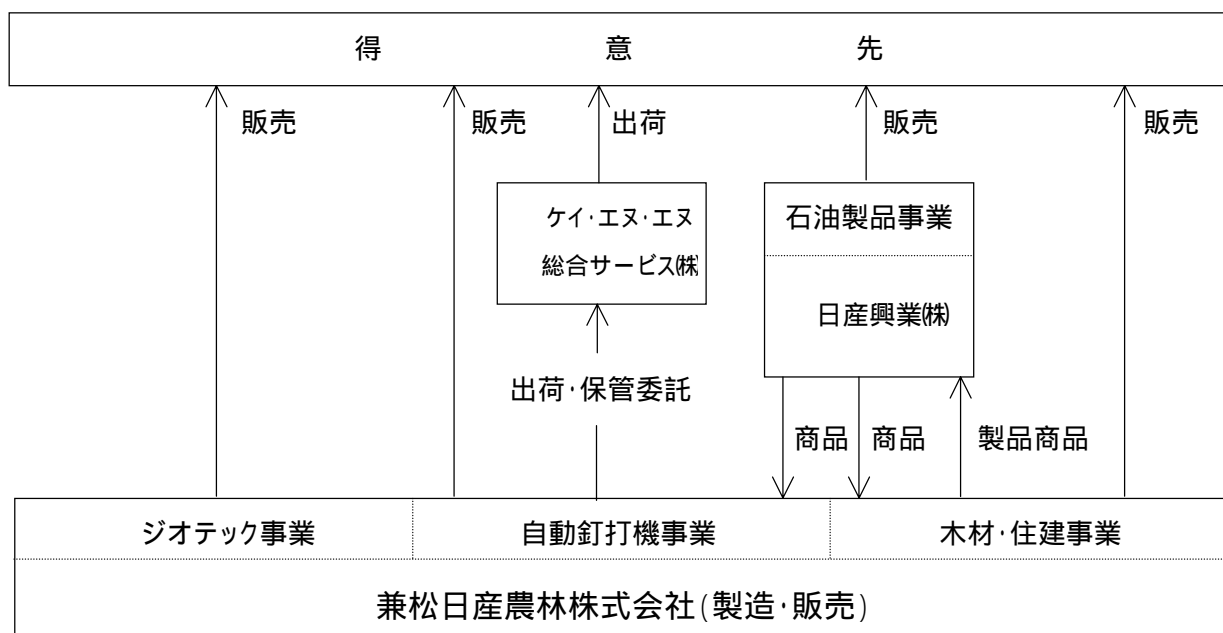 得意先
販売 販売 出荷 販売 販売
ケイ・エヌ・エヌ
総合サービス㈱
石油製品事業
日産興業㈱
出荷・保管委託
商品 商品 製品商品
ジオテック事業 自動釘打機事業 木材・住建事業
兼松日産農林株式会社(製造・販売)